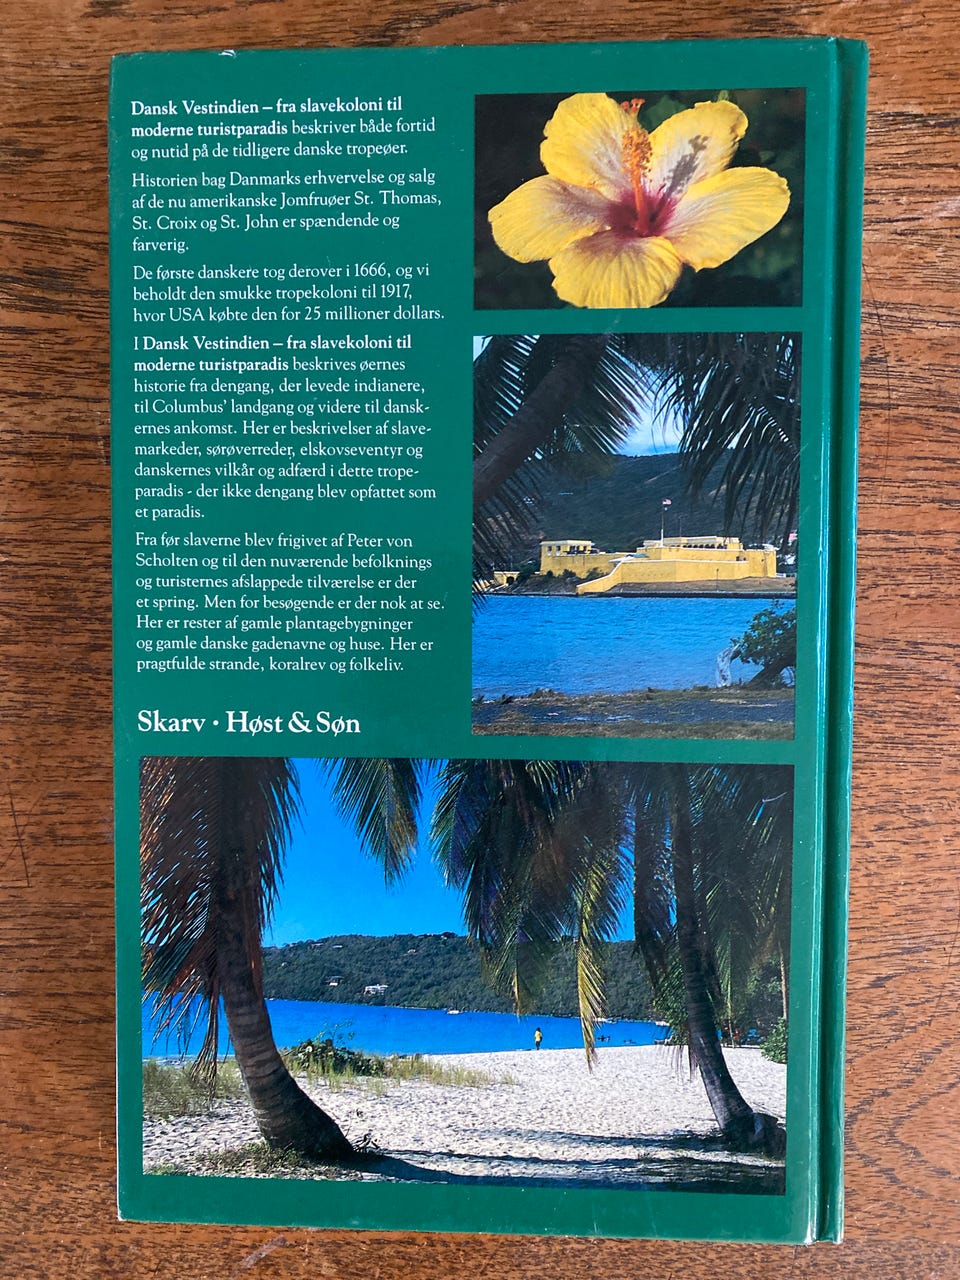 Dansk Vestindien – fra slavekoloni til
moderne turistparadis beskriver både fortid
og nutid på de tidligere danske tropeøer.
Historien bag Danmarks erhvervelse og salg
af de nu amerikanske Jomfruøer St. Thomas,
St. Croix og St. John er spændende og
farverig.
De første danskere tog derover i 1666, og vi
beholdt den smukke tropekoloni til 1917,
hvor USA købte den for 25 millioner dollars.
I Dansk Vestindien – fra slavekoloni til
moderne turistparadis beskrives øernes
historie fra dengang, der levede indianere,
til Columbus’ landgang og videre til dansk-
ernes ankomst. Her er beskrivelser af slave-
markeder, sørøverreder, elskovseventyr og
danskernes vilkår og adfærd i dette trope-
paradis - der ikke dengang blev opfattet som
et paradis.
Fra før slaverne blev frigivet af Peter von
Scholten og til den nuværende befolknings
og turisternes afslappede tilværelse er der
et spring. Men for besøgende er der nok at se.
Her er rester af gamle plantagebygninger
og gamle danske gadenavne og huse. Her er
pragtfulde strande, koralrev og folkeliv.
Skarv · Høst & Søn